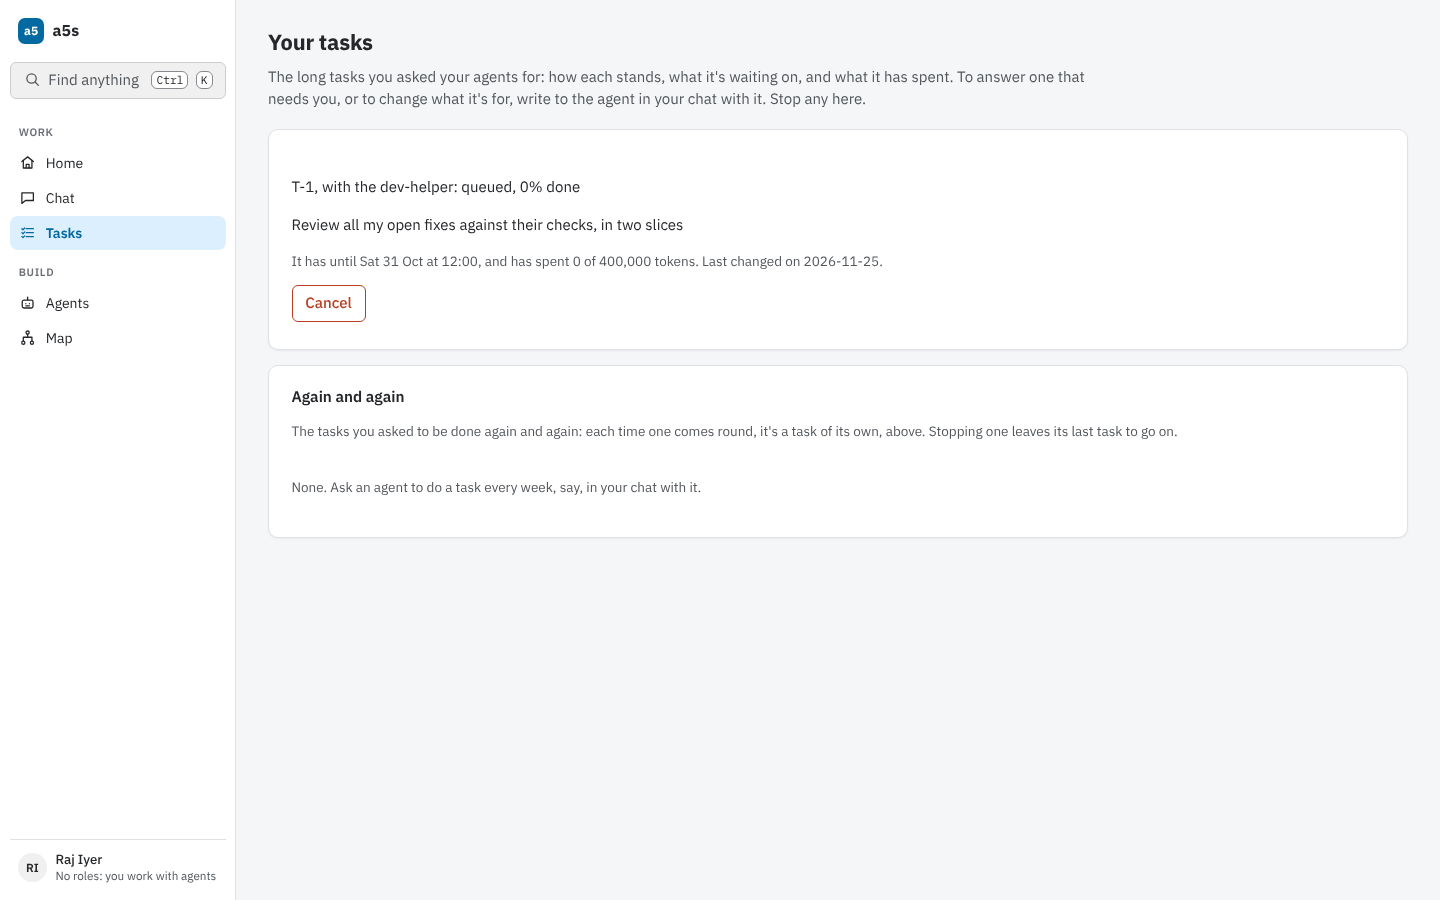 a5 a5s
Find anything Ctrl K
WORK
Home
Chat
Tasks
BUILD
Agents
Map
RI Raj Iyer
No roles: you work with agents
Your tasks
The long tasks you asked your agents for: how each stands, what it's waiting on, and what it has spent. To answer one that
needs you, or to change what it's for, write to the agent in your chat with it. Stop any here.
T-1, with the dev-helper: queued, 0% done
Review all my open fixes against their checks, in two slices
It has until Sat 31 Oct at 12:00, and has spent 0 of 400,000 tokens. Last changed on 2026-11-25.
Cancel
Again and again
The tasks you asked to be done again and again: each time one comes round, it's a task of its own, above. Stopping one leaves its last task to go on.
None. Ask an agent to do a task every week, say, in your chat with it.